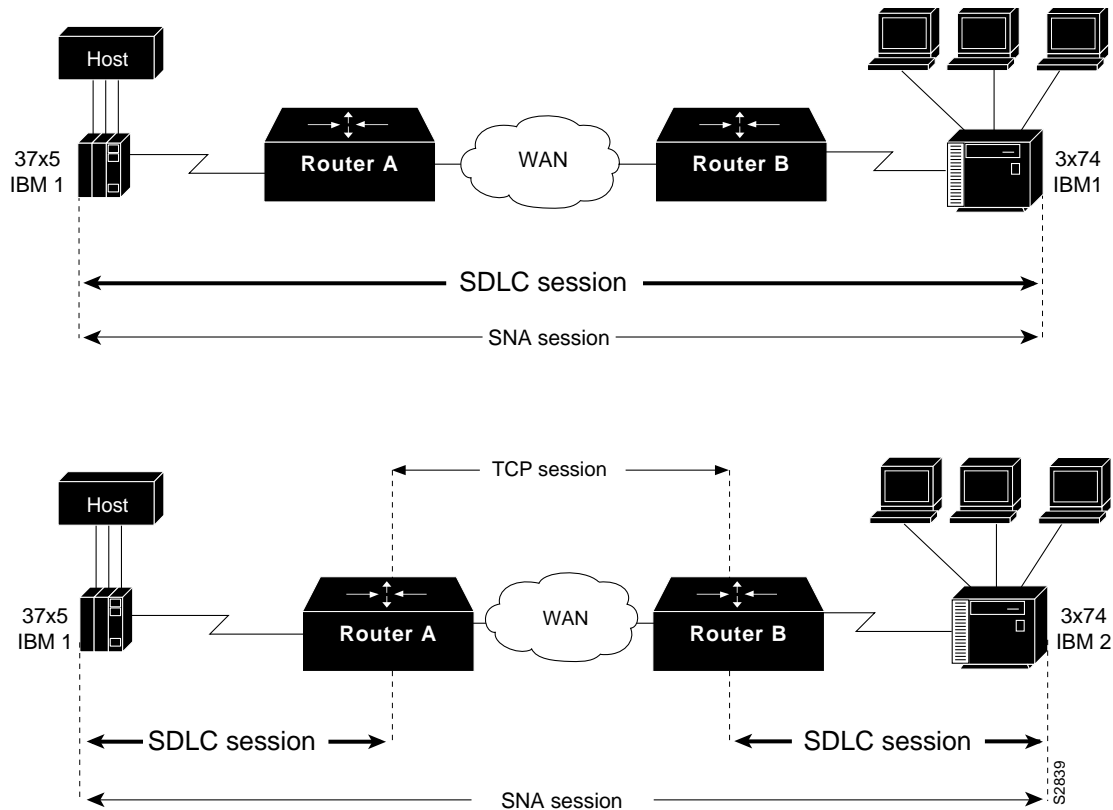 Host
37x5
IBM 1
Router A
WAN
Router B
3x74
IBM1
SDLC session
SNA session
TCP session
Host
37x5
IBM 1
Router A
WAN
Router B
3x74
IBM 2
SDLC session
SDLC session
SNA session
S2839